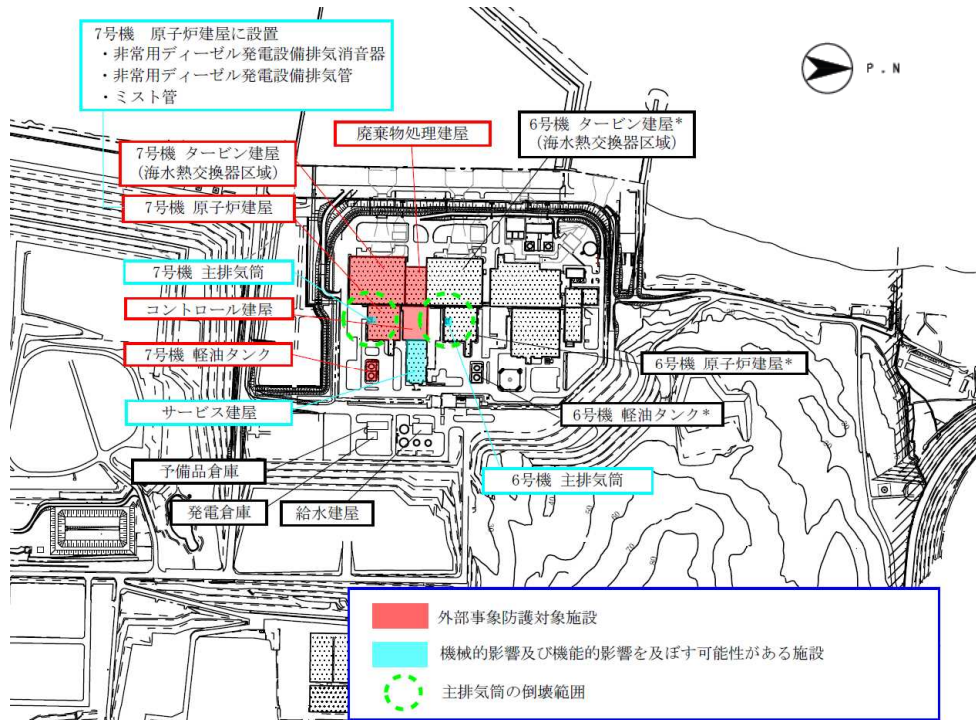 7号機 原子炉建屋に設置
・非常用ディーゼル発電設備排気消音器
・非常用ディーゼル発電設備排気管
・ミスト管
P.N
6号機 タービン建屋*
(海水熱交換器区域)
廃棄物処理建屋
7号機 タービン建屋
(海水熱交換器区域)
7号機 原子炉建屋
7号機 主排気筒
コントロール建屋
7号機 軽油タンク
6号機 原子炉建屋*
サービス建屋
6号機 軽油タンク*
予備品倉庫
6号機 主排気筒
発電倉庫
給水建屋
外部事象防護対象施設
機械的影響及び機能的影響を及ぼす可能性がある施設
主排気筒の倒壊範囲